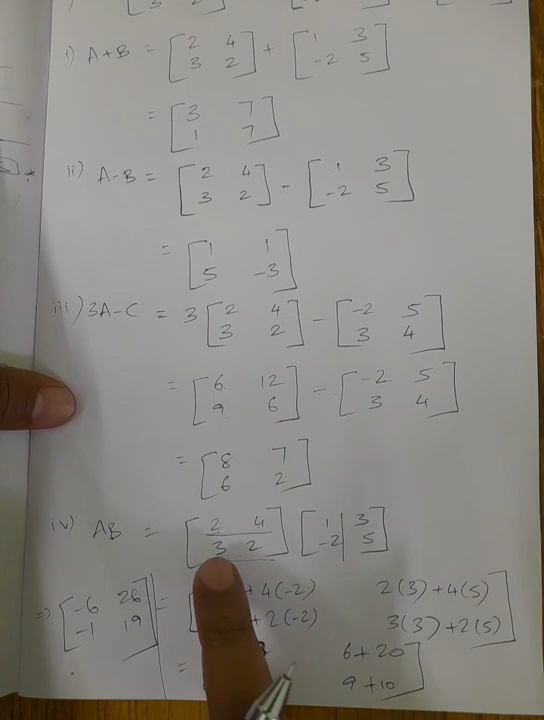 i) A+B = [2 4 3 2] + [1 3 -2 5]
= [3 7 1 7]
ii) A-B = [2 4 3 2] - [1 3 -2 5]
= [1 1 5 -3]
iii) 3A-C = 3 [2 4 3 2] - [-2 5 3 4]
= [6 12 9 6] - [-2 5 3 4]
= [8 7 6 2]
iv) AB = [2 4 3 2] [1 3 -2 5]
=> [-6 26 -1 19] = [ +4(-2) 2(3)+4(5)
+2(-2) 3(3)+2(5) ]
= 6+20
9+10 ]